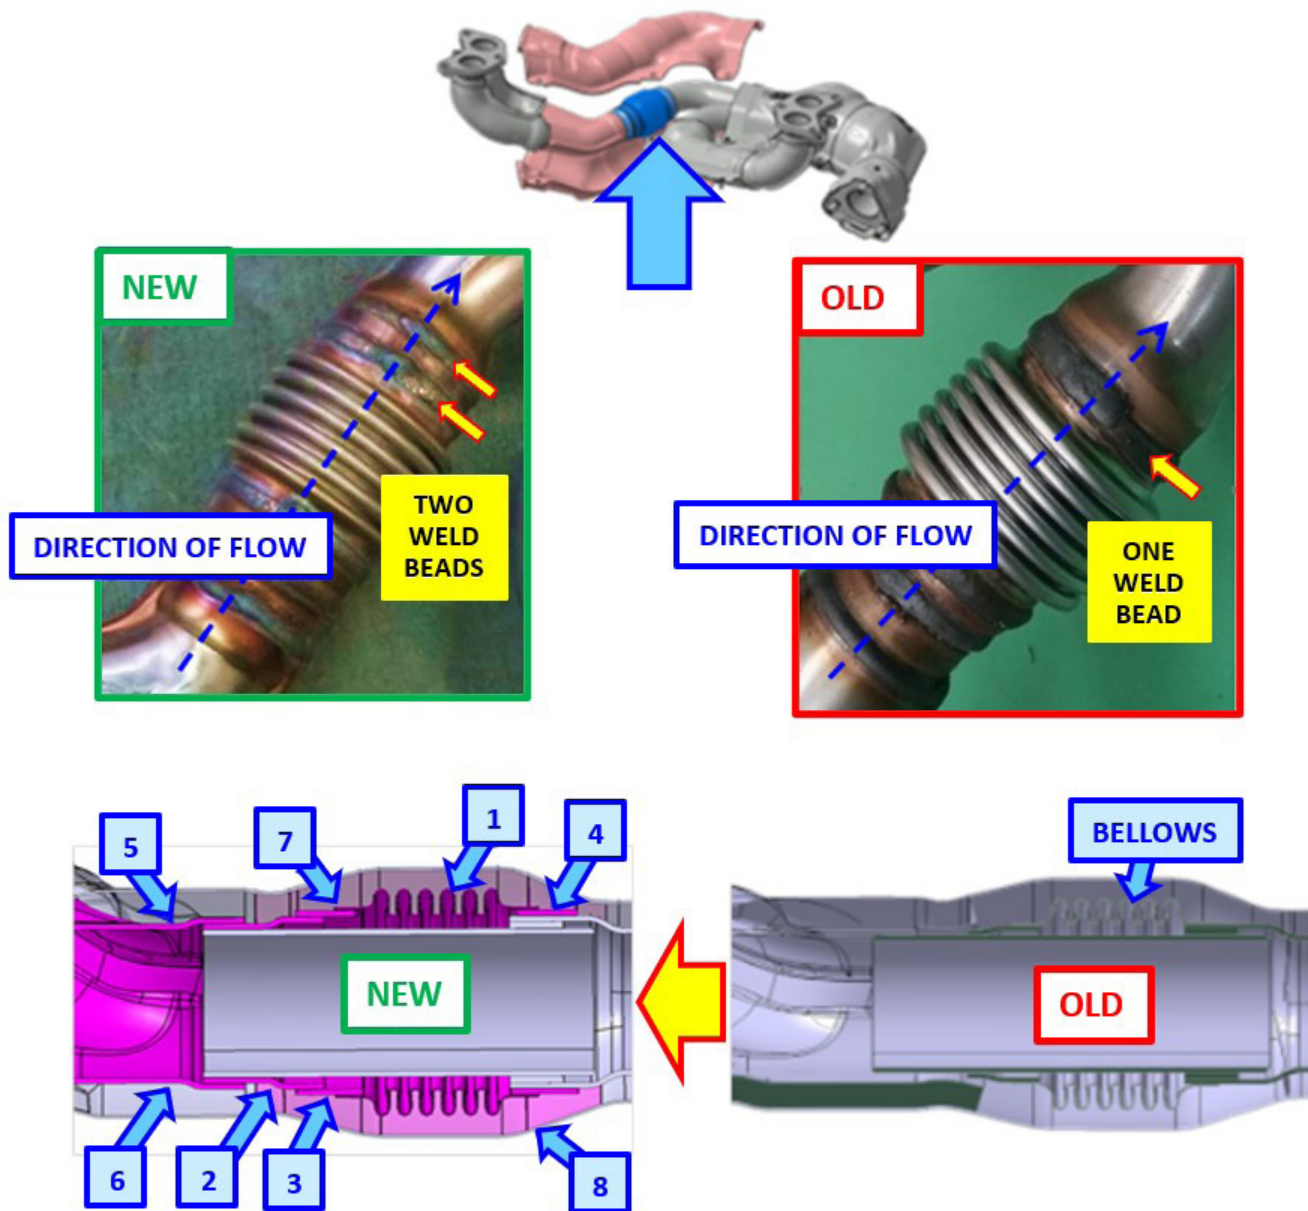 NEW
OLD
TWO
WELD
BEADS
DIRECTION OF FLOW
DIRECTION OF FLOW
ONE
WELD
BEAD
5
7
1
4
BELLOWS
NEW
OLD
6
2
3
8